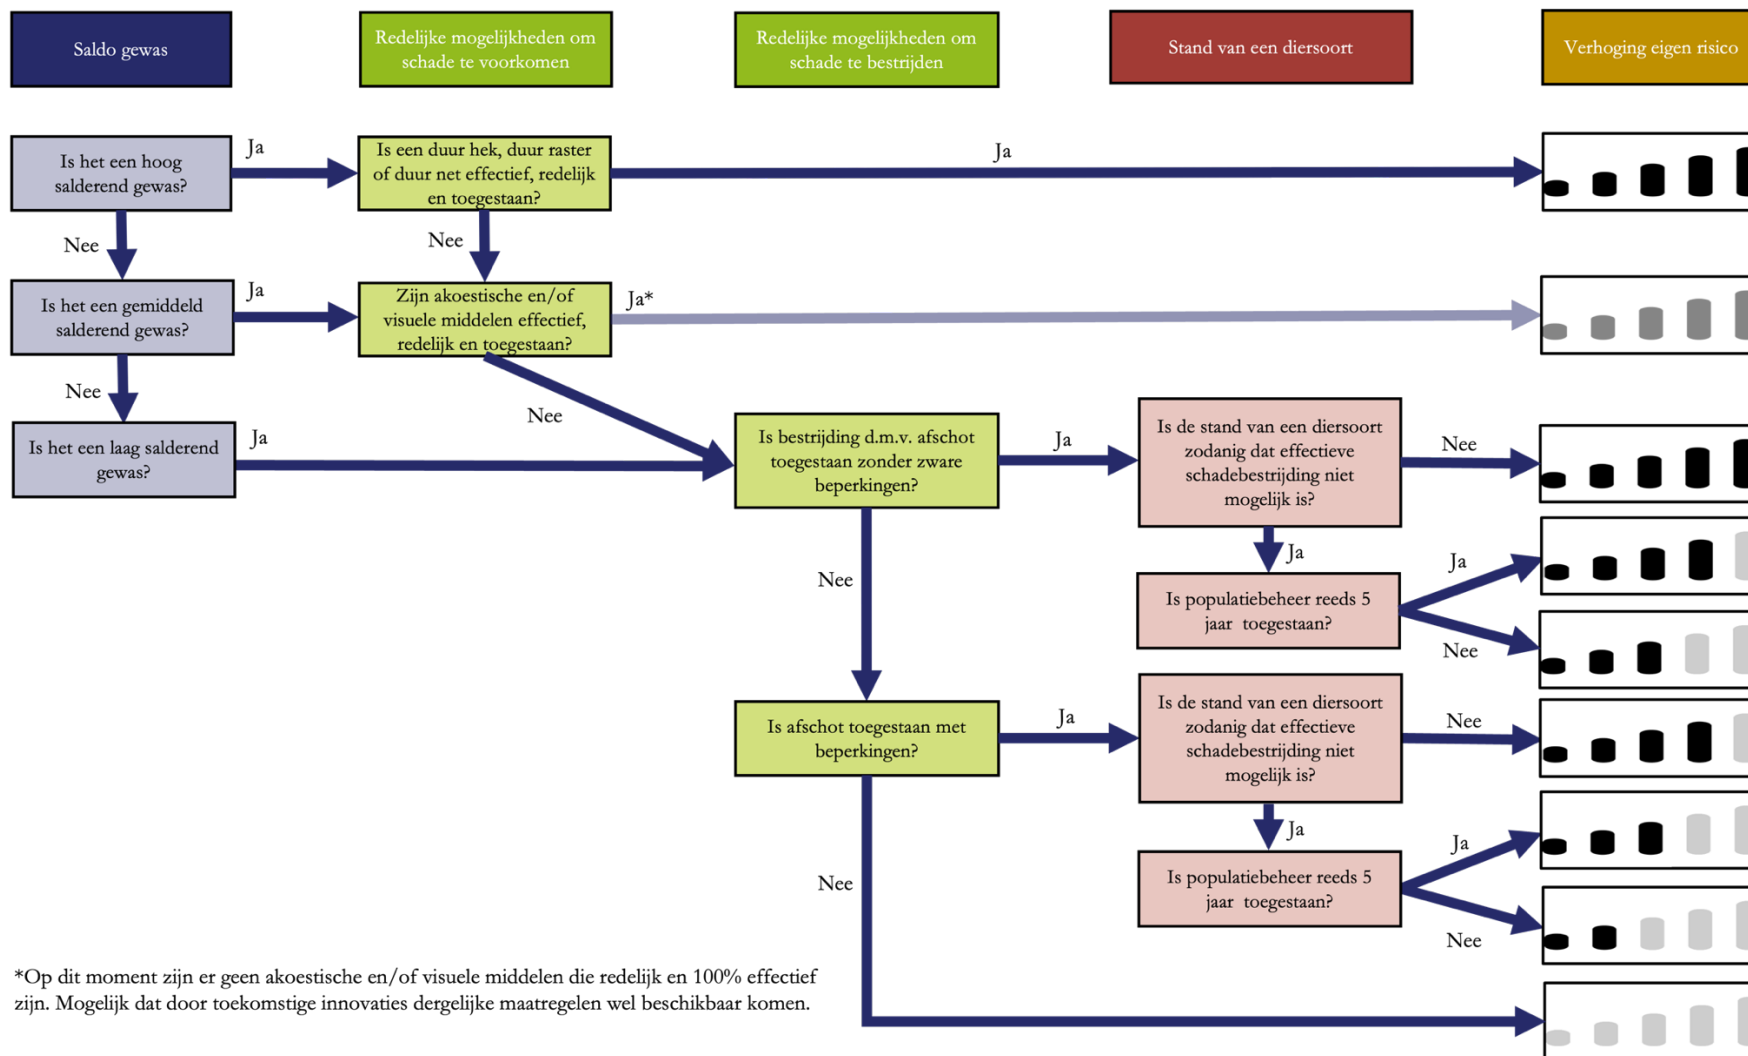 Saldo gewas
Redelijke mogelijkheden om
schade te voorkomen
Redelijke mogelijkheden om
schade te bestrijden
Stand van een diersoort
Verhoging eigen risico
Is het een hoog
salderend gewas?
Ja
Is een duur hek, duur raster
of duur net effectief, redelijk
en toegestaan?
Ja
Nee
Nee
Is het een gemiddeld
salderend gewas?
Ja
Zijn akoestische en/of
visuele middelen effectief,
redelijk en toegestaan?
Ja*
Nee
Nee
Is het een laag salderend
gewas?
Ja
Is bestrijding d.m.v. afschot
toegestaan zonder zware
beperkingen?
Ja
Is de stand van een diersoort
zodanig dat effectieve
schadebestrijding niet
mogelijk is?
Nee
Ja
Nee
Is populatiebeheer reeds 5
jaar toegestaan?
Ja
Nee
Is afschot toegestaan met
beperkingen?
Ja
Is de stand van een diersoort
zodanig dat effectieve
schadebestrijding niet
mogelijk is?
Nee
Ja
Nee
Is populatiebeheer reeds 5
jaar toegestaan?
Ja
Nee
*Op dit moment zijn er geen akoestische en/of visuele middelen die redelijk en 100% effectief
zijn. Mogelijk dat door toekomstige innovaties dergelijke maatregelen wel beschikbaar komen.